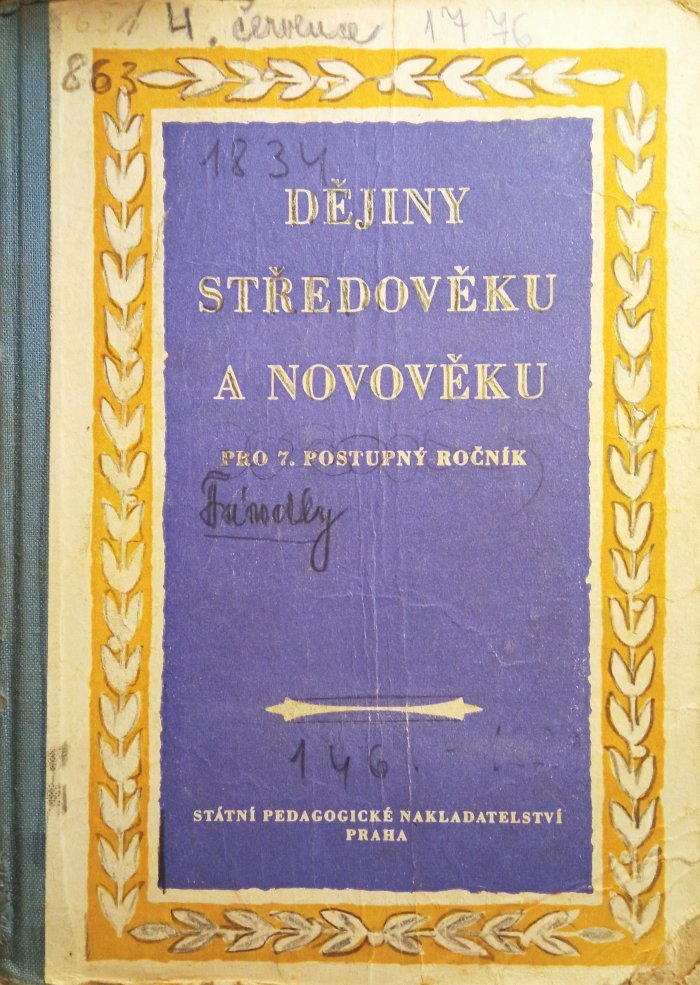 4. července 1776
863
1834
DĚJINY
STŘEDOVĚKU
A NOVOVĚKU
PRO 7. POSTUPNÝ ROČNÍK
146.
STÁTNÍ PEDAGOGICKÉ NAKLADATELSTVÍ
PRAHA